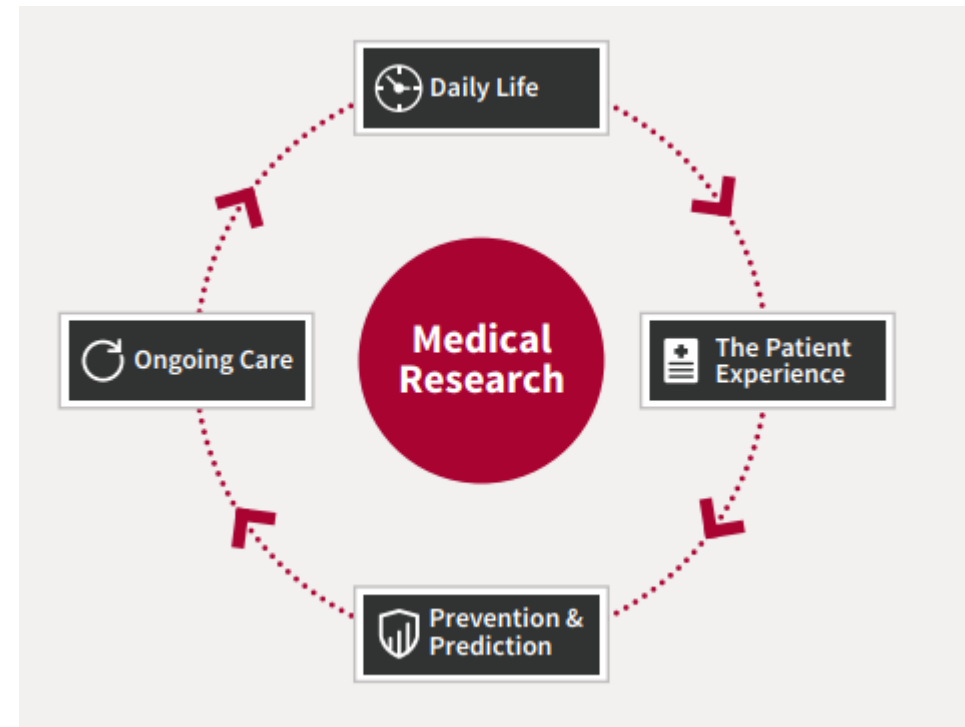 Daily Life
Medical
Research
Ongoing Care
The Patient
Experience
Prevention &
Prediction